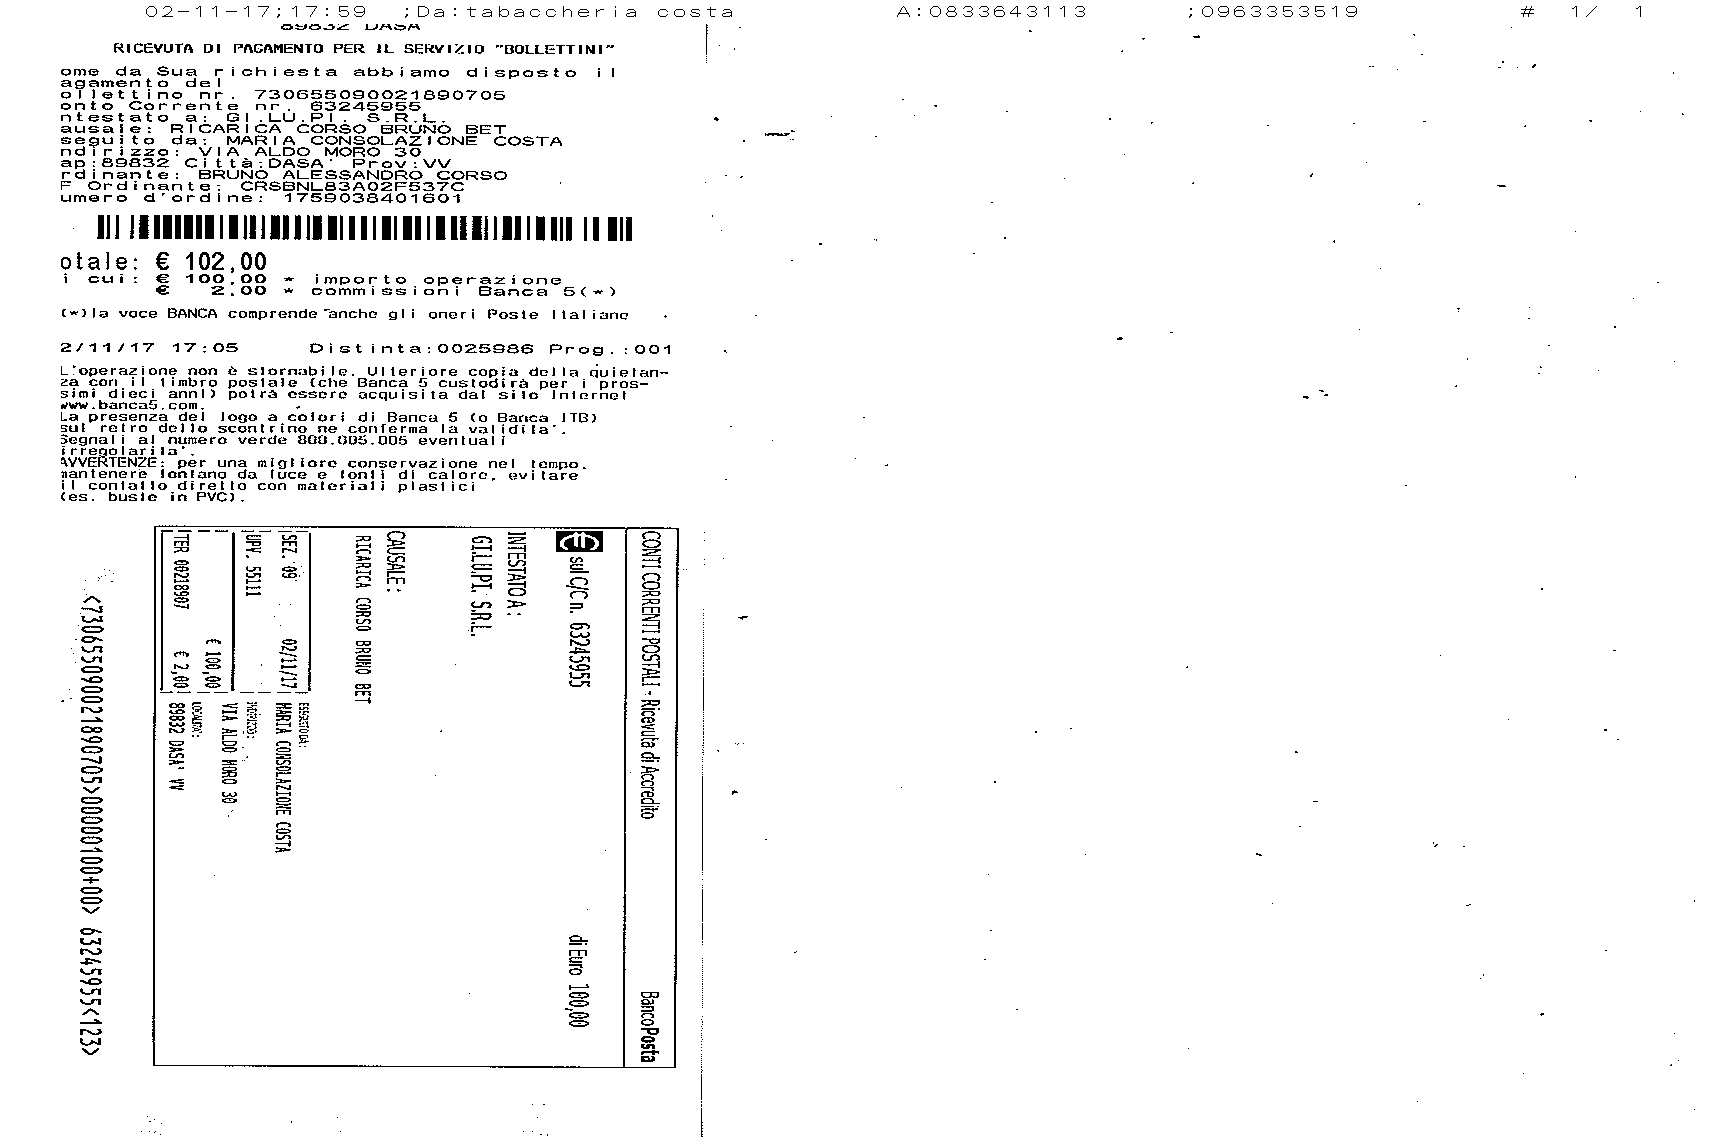 02-11-17;17:59 ;Da:tabaccheria costa A:0833643113 ;0963353519 # 1/ 1
89832 DASA
RICEVUTA DI PAGAMENTO PER IL SERVIZIO "BOLLETTINI"
ome da Sua richiesta abbiamo disposto il
agamento del
ollettino nr. 730655090021890705
onto Corrente nr. 63245955
ntestato a: GI.LU.PI. S.R.L.
ausale: RICARICA CORSO BRUNO BET
seguito da: MARIA CONSOLAZIONE COSTA
ndirizzo: VIA ALDO MORO 30
ap:89832 Città:DASA' Prov:VV
rdinante: BRUNO ALESSANDRO CORSO
F Ordinante: CRSBNL83A02F537C
umero d'ordine: 1759038401601
otale: € 102,00
i cui: € 100,00 * importo operazione
€ 2,00 * commissioni Banca 5(*)
(*)la voce BANCA comprende anche gli oneri Poste Italiane
2/11/17 17:05 Distinta:0025986 Prog.:001
L'operazione non è stornabile. Ulteriore copia della quietan-
za con il timbro postale (che Banca 5 custodirà per i pros-
simi dieci anni) potrà essere acquisita dal sito Internet
www.banca5.com.
La presenza del logo a colori di Banca 5 (o Banca ITB)
sul retro dello scontrino ne conferma la validita'.
Segnali al numero verde 800.005.005 eventuali
irregolarita'.
AVVERTENZE: per una migliore conservazione nel tempo,
mantenere lontano da luce e fonti di calore, evitare
il contatto diretto con materiali plastici
(es. buste in PVC).
CONTI CORRENTI POSTALI - Ricevuta di Accredito BancoPosta
sul C/C n. 63245955 di Euro 100,00
INTESTATO A:
GI.LU.PI. S.R.L.
CAUSALE:
RICARICA CORSO BRUNO BET
ESEGUITO DA:
SEZ. 09 02/11/17 MARIA CONSOLAZIONE COSTA
INDIRIZZO:
UPV. 55111 VIA ALDO MORO 30
€ 100,00 LOCALITA':
TER 00218907 € 2,00 89832 DASA' VV
<730655090021890705>00000100+00> 63245955<123>